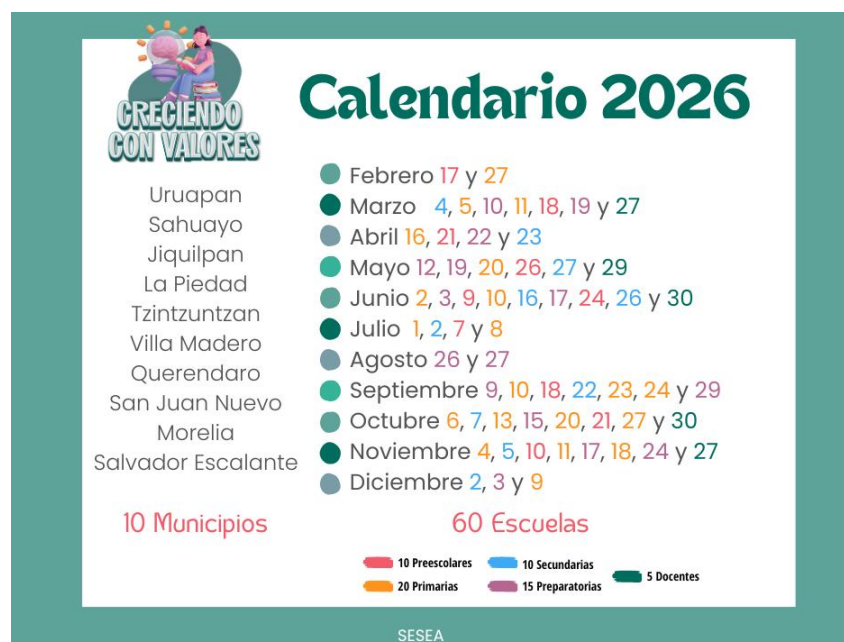 CRECIENDO
CON VALORES
Calendario 2026
Uruapan
Sahuayo
Jiquilpan
La Piedad
Tzintzuntzan
Villa Madero
Querendaro
San Juan Nuevo
Morelia
Salvador Escalante
10 Municipios
Febrero 17 y 27
Marzo 4, 5, 10, 11, 18, 19 y 27
Abril 16, 21, 22 y 23
Mayo 12, 19, 20, 26, 27 y 29
Junio 2, 3, 9, 10, 16, 17, 24, 26 y 30
Julio 1, 2, 7 y 8
Agosto 26 y 27
Septiembre 9, 10, 18, 22, 23, 24 y 29
Octubre 6, 7, 13, 15, 20, 21, 27 y 30
Noviembre 4, 5, 10, 11, 17, 18, 24 y 27
Diciembre 2, 3 y 9
60 Escuelas
10 Preescolares
10 Secundarias
5 Docentes
20 Primarias
15 Preparatorias
SESEA